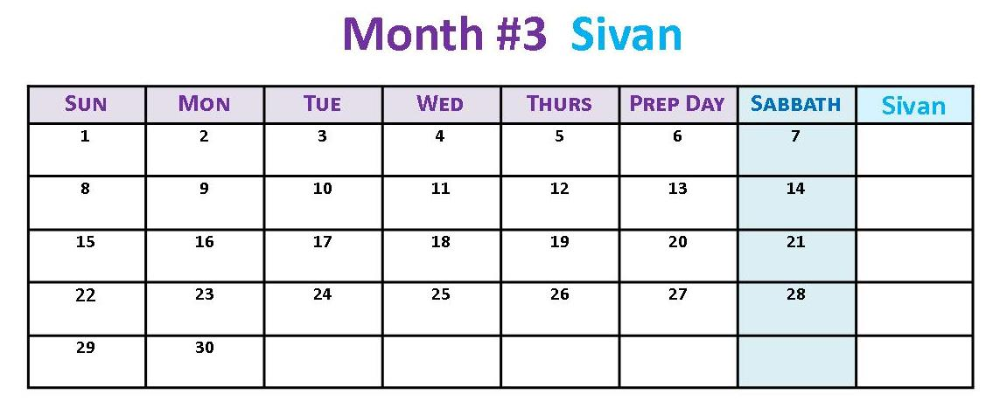 Month #3 Sivan
SUN MON TUE WED THURS PREP DAY SABBATH Sivan
1 2 3 4 5 6 7
8 9 10 11 12 13 14
15 16 17 18 19 20 21
22 23 24 25 26 27 28
29 30